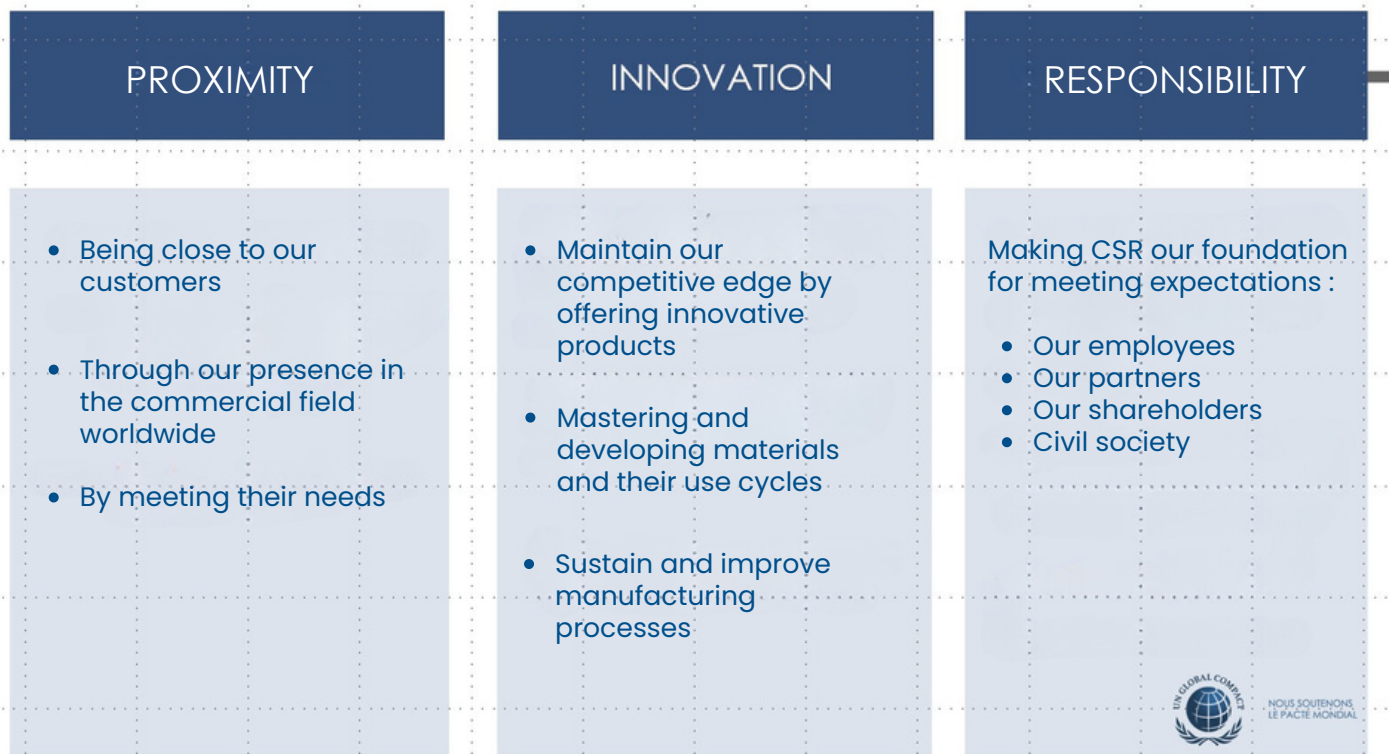 PROXIMITY
• Being close to our
customers
• Through our presence in
the commercial field
worldwide
• By meeting their needs
INNOVATION
• Maintain our
competitive edge by
offering innovative
products
• Mastering and
developing materials
and their use cycles
• Sustain and improve
manufacturing
processes
RESPONSIBILITY
Making CSR our foundation
for meeting expectations :
• Our employees
• Our partners
• Our shareholders
• Civil society
UN GLOBAL COMPACT
NOUS SOUTENONS
LE PACTE MONDIAL